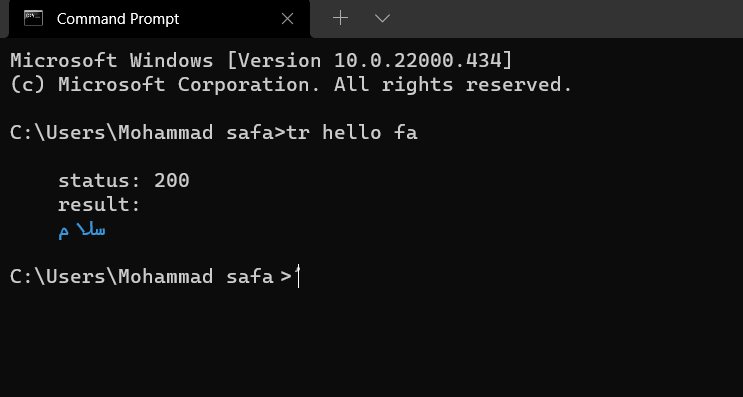 Command Prompt
Microsoft Windows [Version 10.0.22000.434]
(c) Microsoft Corporation. All rights reserved.
C:\Users\Mohammad safa>tr hello fa
status: 200
result:
سلام
C:\Users\Mohammad safa>